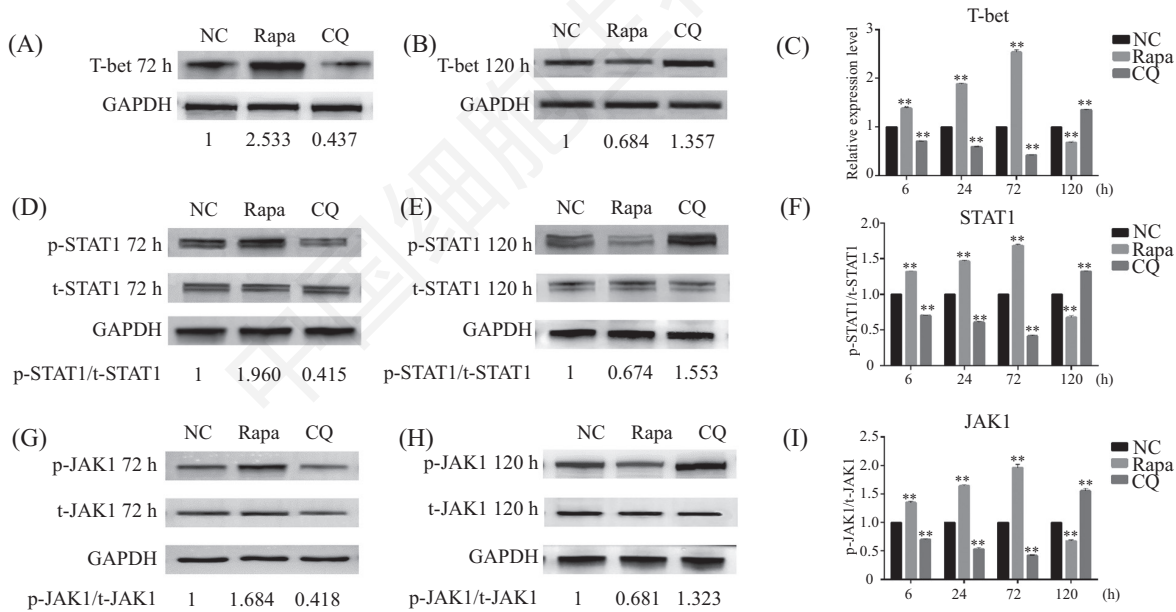 中国细胞生物
(A)
NC Rapa CQ
T-bet 72 h
GAPDH
1 2.533 0.437
(B)
NC Rapa CQ
T-bet 120 h
GAPDH
1 0.684 1.357
(C)
T-bet
Relative expression level
3
2
1
0
** ** ** ** ** ** ** **
6 24 72 120 (h)
NC
Rapa
CQ
(D)
NC Rapa CQ
p-STAT1 72 h
t-STAT1 72 h
GAPDH
p-STAT1/t-STAT1 1 1.960 0.415
(E)
NC Rapa CQ
p-STAT1 120 h
t-STAT1 120 h
GAPDH
p-STAT1/t-STAT1 1 0.674 1.553
(F)
STAT1
p-STAT1/t-STAT1
2.0
1.5
1.0
0.5
0
** ** ** ** ** ** ** **
6 24 72 120 (h)
NC
Rapa
CQ
(G)
NC Rapa CQ
p-JAK1 72 h
t-JAK1 72 h
GAPDH
p-JAK1/t-JAK1 1 1.684 0.418
(H)
NC Rapa CQ
p-JAK1 120 h
t-JAK1 120 h
GAPDH
p-JAK1/t-JAK1 1 0.681 1.323
(I)
JAK1
p-JAK1/t-JAK1
2.5
2.0
1.5
1.0
0.5
0
** ** ** ** ** ** ** **
6 24 72 120 (h)
NC
Rapa
CQ